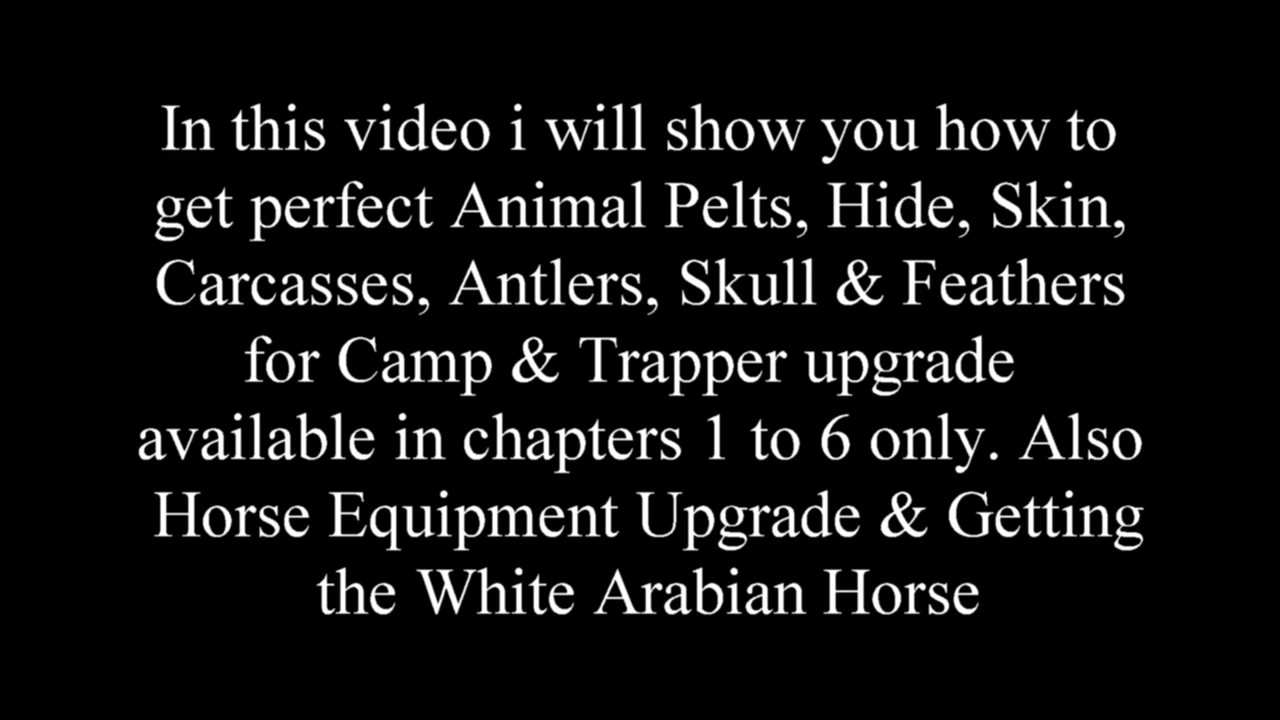 In this video i will show you how to
get perfect Animal Pelts, Hide, Skin,
Carcasses, Antlers, Skull & Feathers
for Camp & Trapper upgrade
available in chapters 1 to 6 only. Also
Horse Equipment Upgrade & Getting
the White Arabian Horse